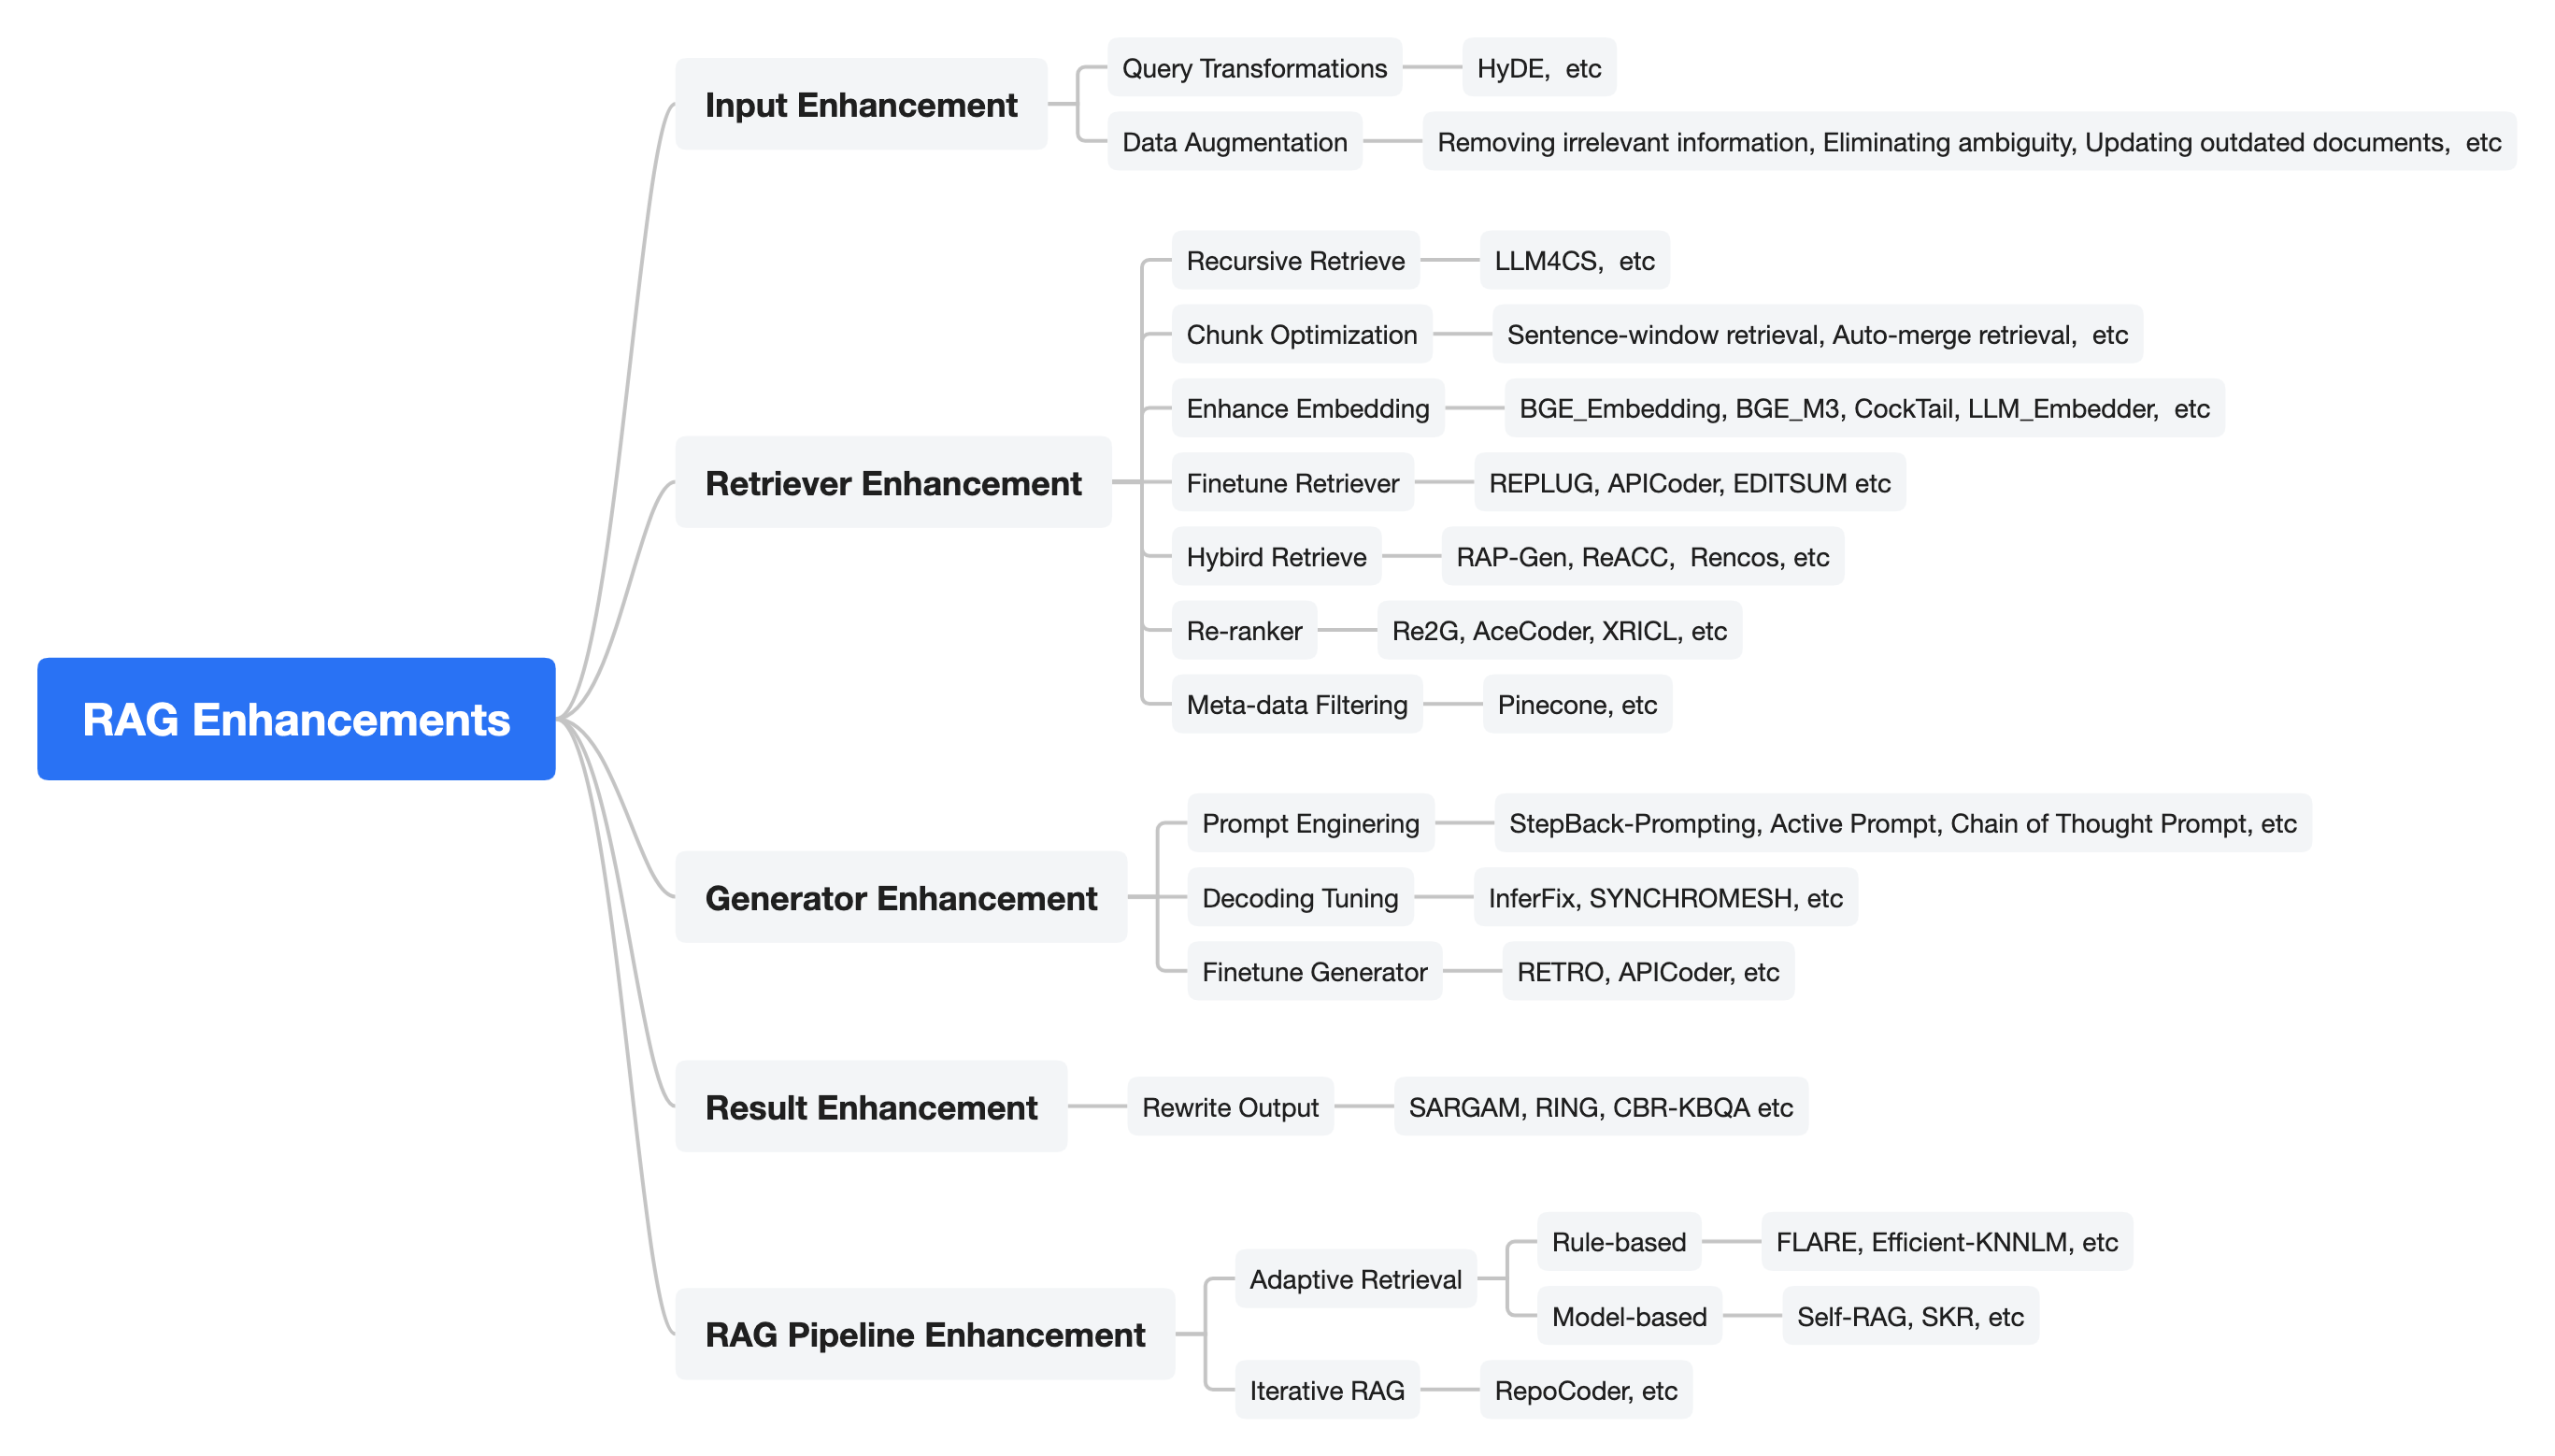 Input Enhancement
Query Transformations
HyDE,  etc
Data Augmentation
Removing irrelevant information, Eliminating ambiguity, Updating outdated documents,  etc
Retriever Enhancement
Recursive Retrieve
LLM4CS,  etc
Chunk Optimization
Sentence-window retrieval, Auto-merge retrieval,  etc
Enhance Embedding
BGE_Embedding, BGE_M3, CockTail, LLM_Embedder,  etc
Finetune Retriever
REPLUG, APICoder, EDITSUM etc
Hybird Retrieve
RAP-Gen, ReACC,  Rencos, etc
Re-ranker
Re2G, AceCoder, XRICL, etc
Meta-data Filtering
Pinecone, etc
RAG Enhancements
Generator Enhancement
Prompt Enginering
StepBack-Prompting, Active Prompt, Chain of Thought Prompt, etc
Decoding Tuning
InferFix, SYNCHROMESH, etc
Finetune Generator
RETRO, APICoder, etc
Result Enhancement
Rewrite Output
SARGAM, RING, CBR-KBQA etc
RAG Pipeline Enhancement
Adaptive Retrieval
Rule-based
FLARE, Efficient-KNNLM, etc
Model-based
Self-RAG, SKR, etc
Iterative RAG
RepoCoder, etc